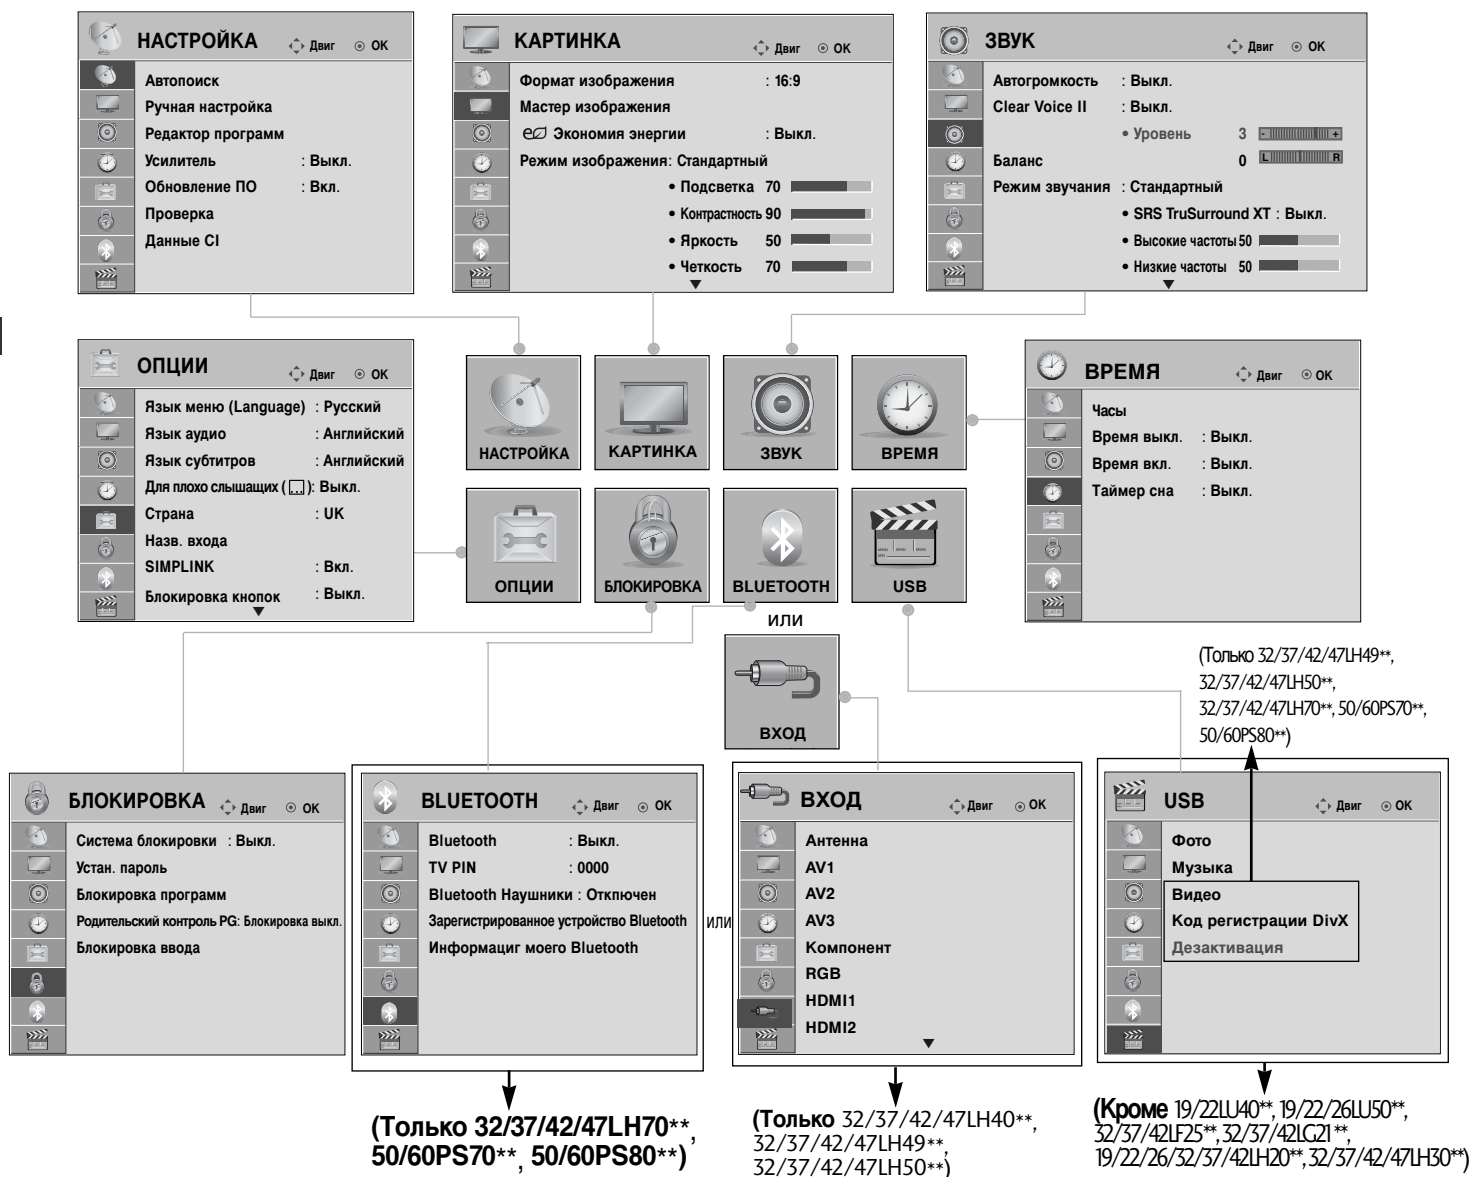 НАСТРОЙКА
Двиг ОК
Автопоиск
Ручная настройка
Редактор программ
Усилитель : Выкл.
Обновление ПО : Вкл.
Проверка
Данные CI
КАРТИНКА
Двиг ОК
Формат изображения : 16:9
Мастер изображения
Экономия энергии : Выкл.
Режим изображения: Стандартный
• Подсветка 70
• Контрастность 90
• Яркость 50
• Четкость 70
ЗВУК
Двиг ОК
Автогромкость : Выкл.
Clear Voice II : Выкл.
• Уровень 3 - +
Баланс 0 L R
Режим звучания : Стандартный
• SRS TruSurround XT : Выкл.
• Высокие частоты 50
• Низкие частоты 50
ОПЦИИ
Двиг ОК
Язык меню (Language) : Русский
Язык аудио : Английский
Язык субтитров : Английский
Для плохо слышащих ( ): Выкл.
Страна : UK
Назв. входа
SIMPLINK : Вкл.
Блокировка кнопок : Выкл.
НАСТРОЙКА
КАРТИНКА
ЗВУК
ВРЕМЯ
ОПЦИИ
БЛОКИРОВКА
BLUETOOTH
USB
ИЛИ
ВХОД
ВРЕМЯ
Двиг ОК
Часы
Время выкл. : Выкл.
Время вкл. : Выкл.
Таймер сна : Выкл.
(Только 32/37/42/47LH49**,
32/37/42/47LH50**,
32/37/42/47LH70**, 50/60PS70**,
50/60PS80**)
БЛОКИРОВКА
Двиг ОК
Система блокировки : Выкл.
Устан. пароль
Блокировка программ
Родительский контроль PG: Блокировка выкл.
Блокировка ввода
BLUETOOTH
Двиг ОК
Bluetooth : Выкл.
TV PIN : 0000
Bluetooth Наушники : Откпючен
Зарегистрированное устройство Bluetooth
Информациг моего Bluetooth
ИЛИ
ВХОД
Двиг ОК
Антенна
AV1
AV2
AV3
Компонент
RGB
HDMI1
HDMI2
USB
Двиг ОК
Фото
Музыка
Видео
Код регистрации DivX
Дезактивация
(Только 32/37/42/47LH70**,
50/60PS70**, 50/60PS80**)
(Только 32/37/42/47LH40**,
32/37/42/47LH49**,
32/37/42/47LH50**)
(Кроме 19/22LU40**, 19/22/26LU50**,
32/37/42LF25**, 32/37/42LG21**,
19/22/26/32/37/42LH20**, 32/37/42/47LH30**)